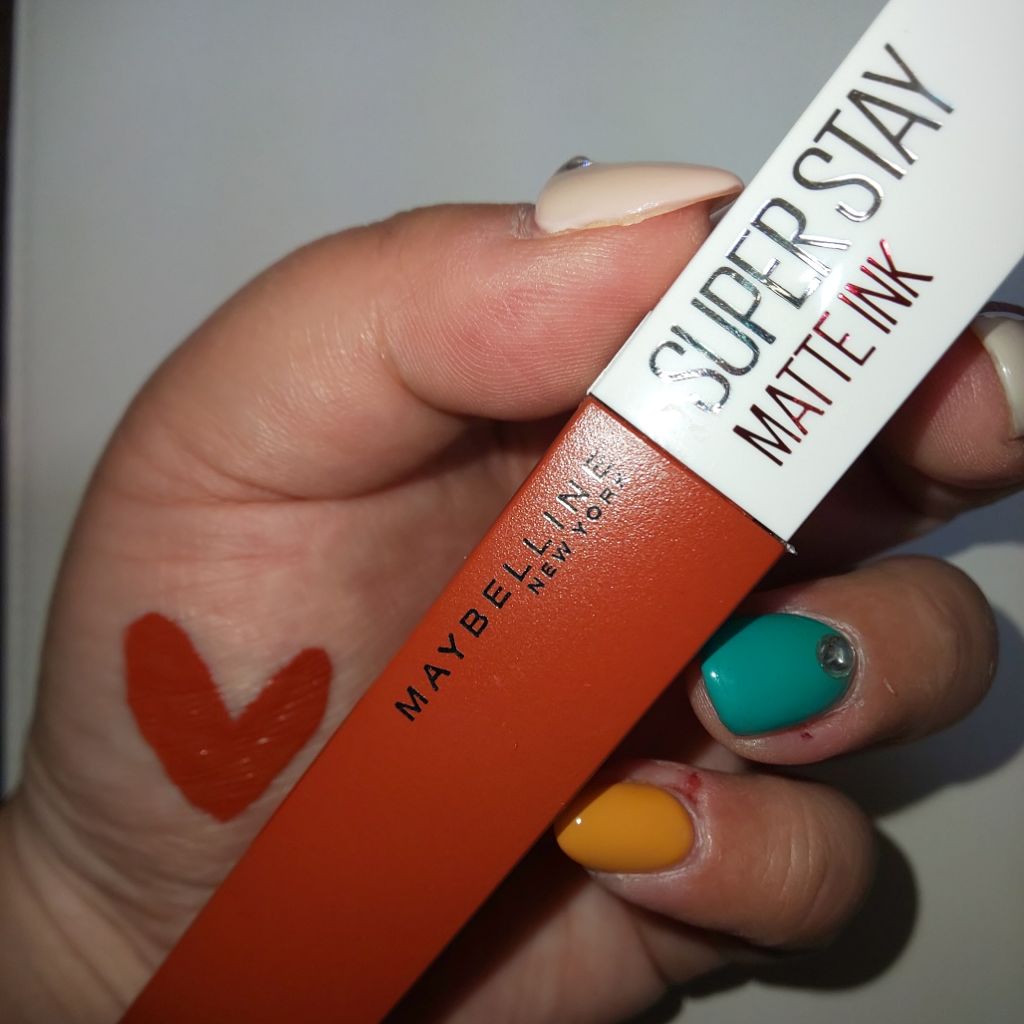 SUPER STAY
MATTE INK
MAYBELLINE
NEW YORK